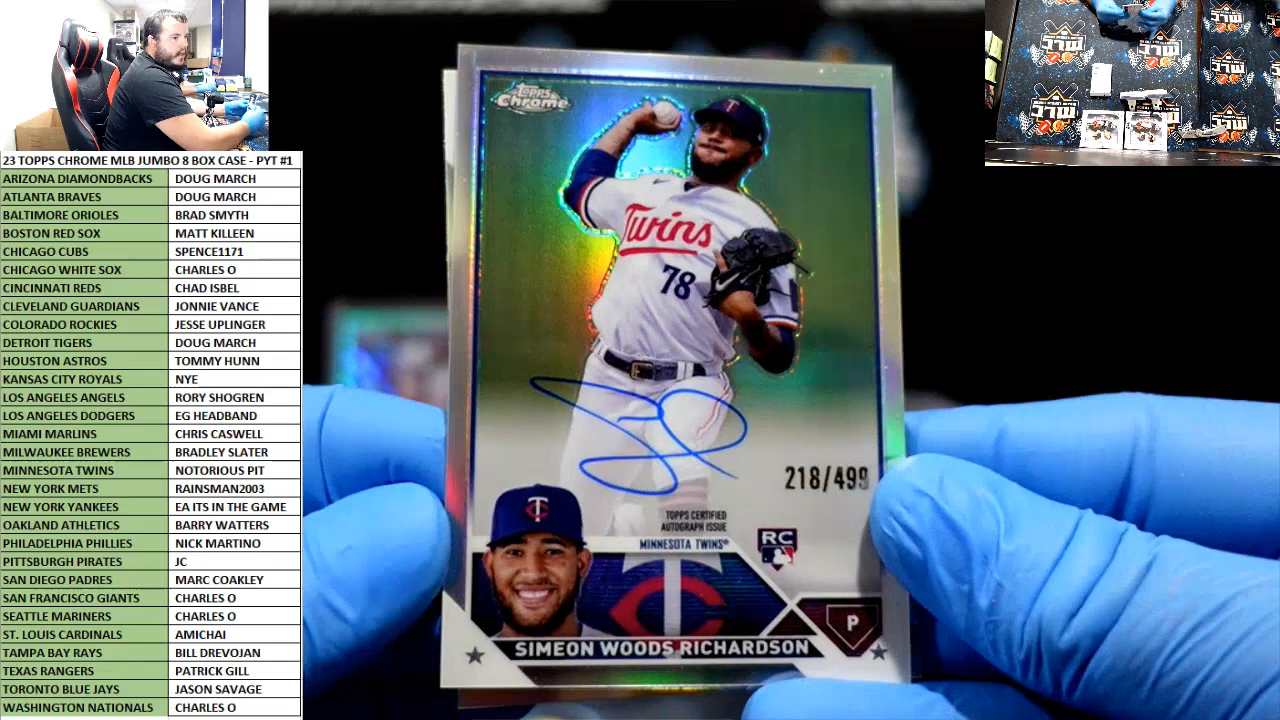 23 TOPPS CHROME MLB JUMBO 8 BOX CASE - PYT #1
ARIZONA DIAMONDBACKS DOUG MARCH
ATLANTA BRAVES DOUG MARCH
BALTIMORE ORIOLES BRAD SMYTH
BOSTON RED SOX MATT KILLEEN
CHICAGO CUBS SPENCE1171
CHICAGO WHITE SOX CHARLES O
CINCINNATI REDS CHAD ISBEL
CLEVELAND GUARDIANS JONNIE VANCE
COLORADO ROCKIES JESSE UPLINGER
DETROIT TIGERS DOUG MARCH
HOUSTON ASTROS TOMMY HUNN
KANSAS CITY ROYALS NYE
LOS ANGELES ANGELS RORY SHOGREN
LOS ANGELES DODGERS EG HEADBAND
MIAMI MARLINS CHRIS CASWELL
MILWAUKEE BREWERS BRADLEY SLATER
MINNESOTA TWINS NOTORIOUS PIT
NEW YORK METS RAINSMAN2003
NEW YORK YANKEES EA ITS IN THE GAME
OAKLAND ATHLETICS BARRY WATTERS
PHILADELPHIA PHILLIES NICK MARTINO
PITTSBURGH PIRATES JC
SAN DIEGO PADRES MARC COAKLEY
SAN FRANCISCO GIANTS CHARLES O
SEATTLE MARINERS CHARLES O
ST. LOUIS CARDINALS AMICHAI
TAMPA BAY RAYS BILL DREVOJAN
TEXAS RANGERS PATRICK GILL
TORONTO BLUE JAYS JASON SAVAGE
WASHINGTON NATIONALS CHARLES O
Topps
Chrome
T
Twins
78
218/499
TOPPS CERTIFIED
AUTOGRAPH ISSUE
MINNESOTA TWINS®
RC
TC
TC
P
SIMEON WOODS RICHARDSON